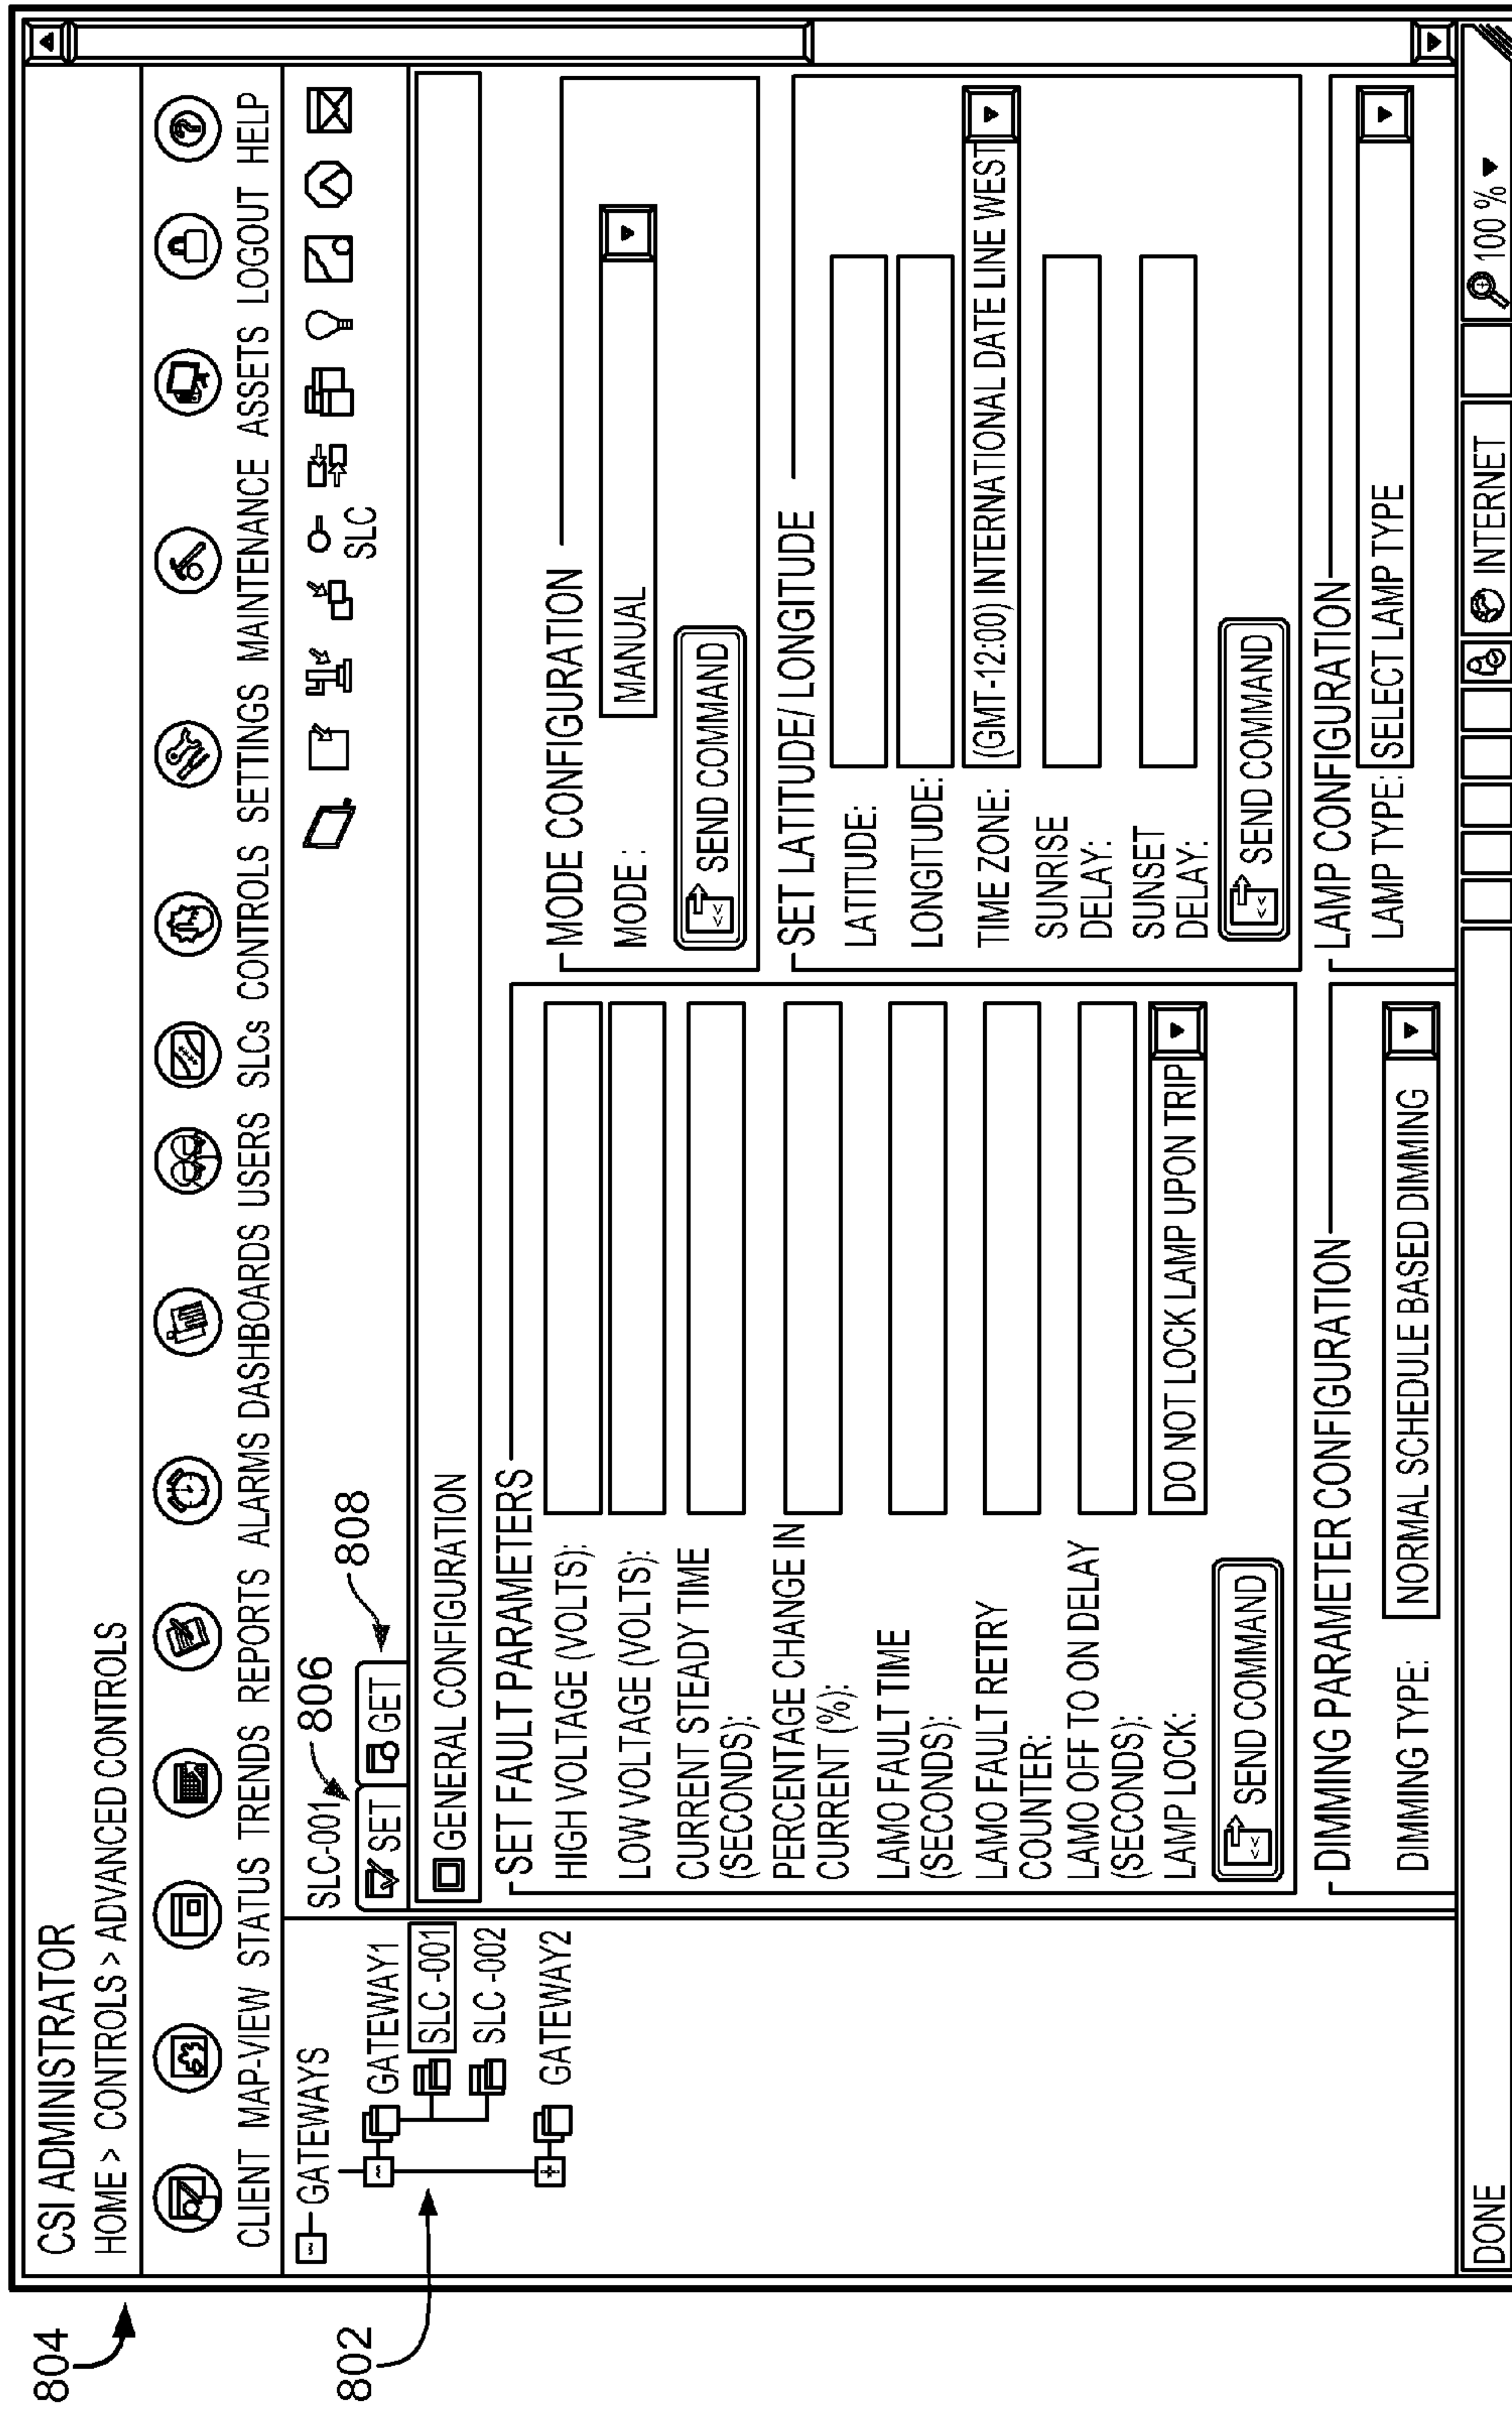 804
802
CSI ADMINISTRATOR
HOME > CONTROLS > ADVANCED CONTROLS
CLIENT MAP-VIEW STATUS TRENDS REPORTS ALARMS DASHBOARDS USERS SLCs CONTROLS SETTINGS MAINTENANCE ASSETS LOGOUT HELP
GATEWAYS
GATEWAY1
SLC -001
SLC -002
GATEWAY2
SLC-001
806
808
SLC
SET
GET
GENERAL CONFIGURATION
SET FAULT PARAMETERS
HIGH VOLTAGE (VOLTS):
LOW VOLTAGE (VOLTS):
CURRENT STEADY TIME
(SECONDS):
PERCENTAGE CHANGE IN
CURRENT (%):
LAMO FAULT TIME
(SECONDS):
LAMO FAULT RETRY
COUNTER:
LAMO OFF TO ON DELAY
(SECONDS):
LAMP LOCK: DO NOT LOCK LAMP UPON TRIP
<< SEND COMMAND
DIMMING PARAMETER CONFIGURATION
DIMMING TYPE: NORMAL SCHEDULE BASED DIMMING
MODE CONFIGURATION
MODE : MANUAL
<< SEND COMMAND
SET LATITUDE/ LONGITUDE
LATITUDE:
LONGITUDE:
TIME ZONE: (GMT-12:00) INTERNATIONAL DATE LINE WEST
SUNRISE
DELAY:
SUNSET
DELAY:
<< SEND COMMAND
LAMP CONFIGURATION
LAMP TYPE: SELECT LAMP TYPE
DONE
INTERNET
100 %